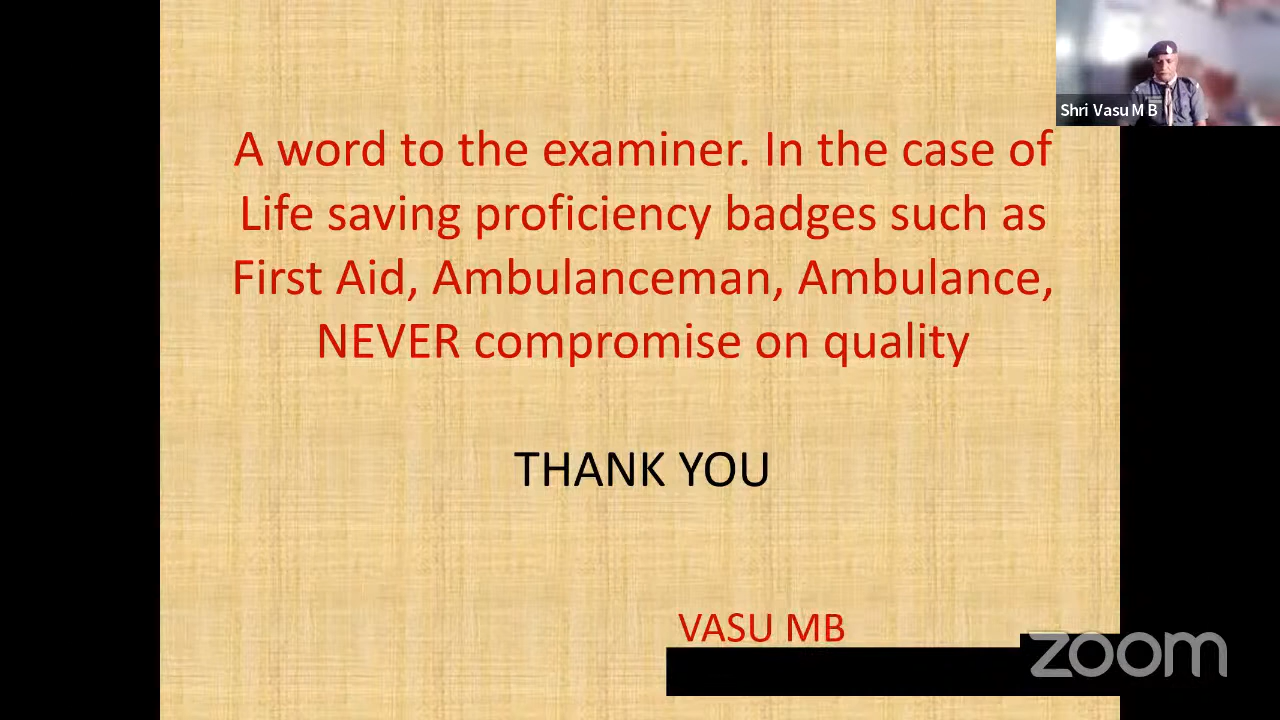 Shri Vasu M B
A word to the examiner. In the case of
Life saving proficiency badges such as
First Aid, Ambulanceman, Ambulance,
NEVER compromise on quality
THANK YOU
VASU MB
zoom